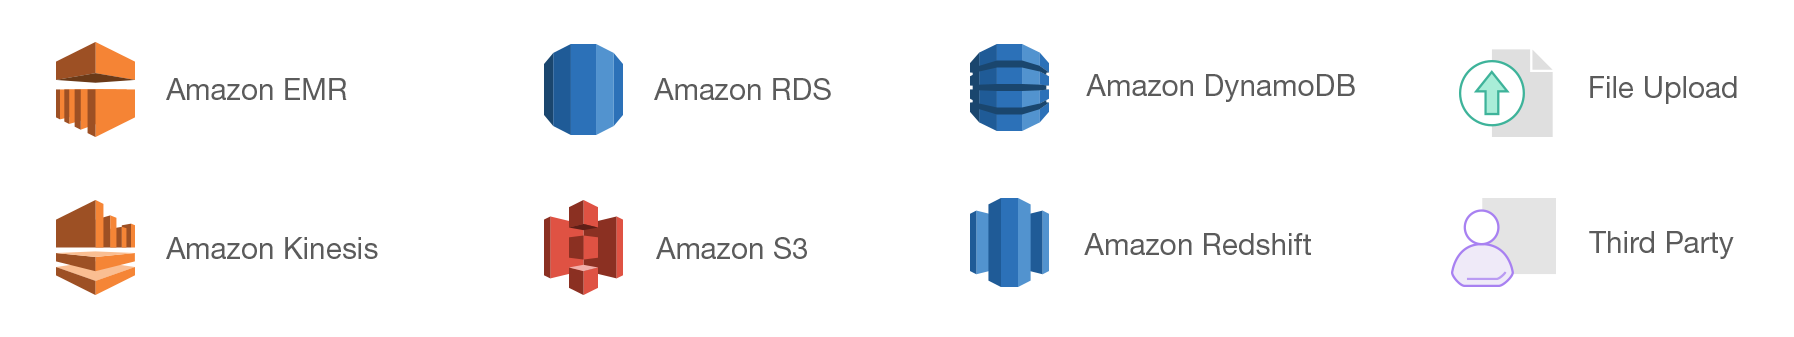 Amazon EMR
Amazon RDS
Amazon DynamoDB
File Upload
Amazon Kinesis
Amazon S3
Amazon Redshift
Third Party